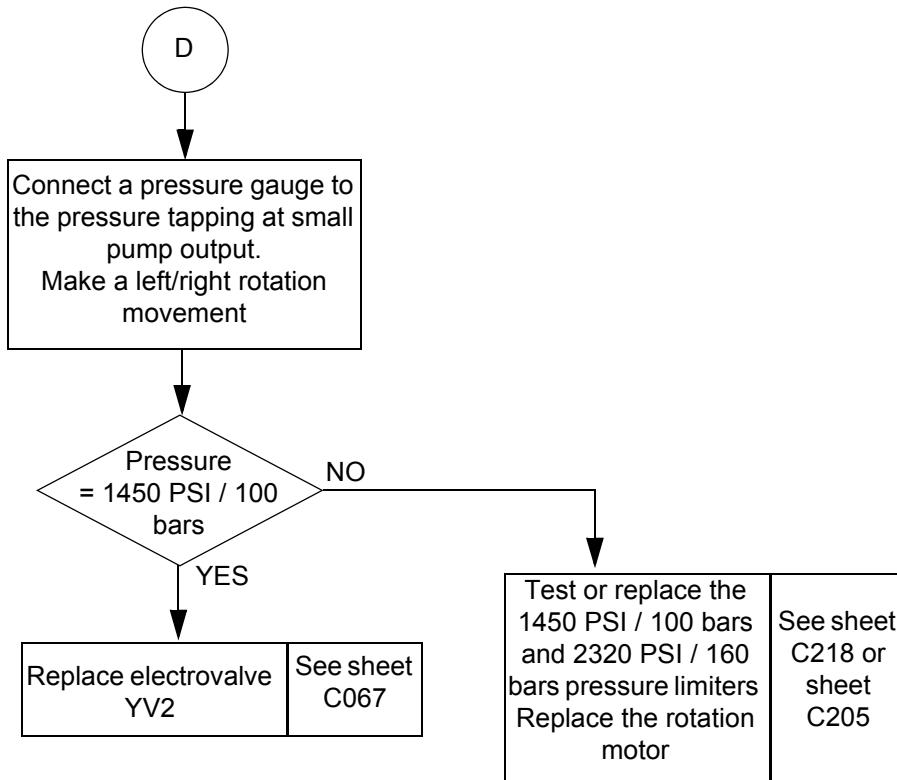 D
Connect a pressure gauge to
the pressure tapping at small
pump output.
Make a left/right rotation
movement
Pressure
= 1450 PSI / 100
bars
NO
YES
Replace electrovalve
YV2
See sheet
C067
Test or replace the
1450 PSI / 100 bars
and 2320 PSI / 160
bars pressure limiters
Replace the rotation
motor
See sheet
C218 or
sheet
C205